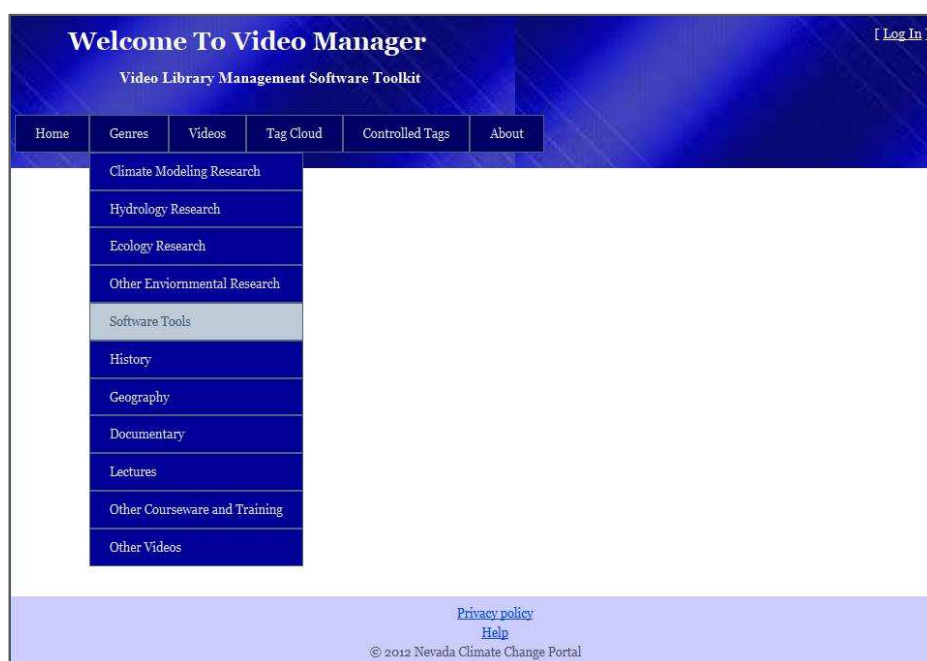 Welcome To Video Manager
[ Log In ]
Video Library Management Software Toolkit
Home Genres Videos Tag Cloud Controlled Tags About
Climate Modeling Research
Hydrology Research
Ecology Research
Other Enviornmental Research
Software Tools
History
Geography
Documentary
Lectures
Other Courseware and Training
Other Videos
Privacy policy
Help
© 2012 Nevada Climate Change Portal